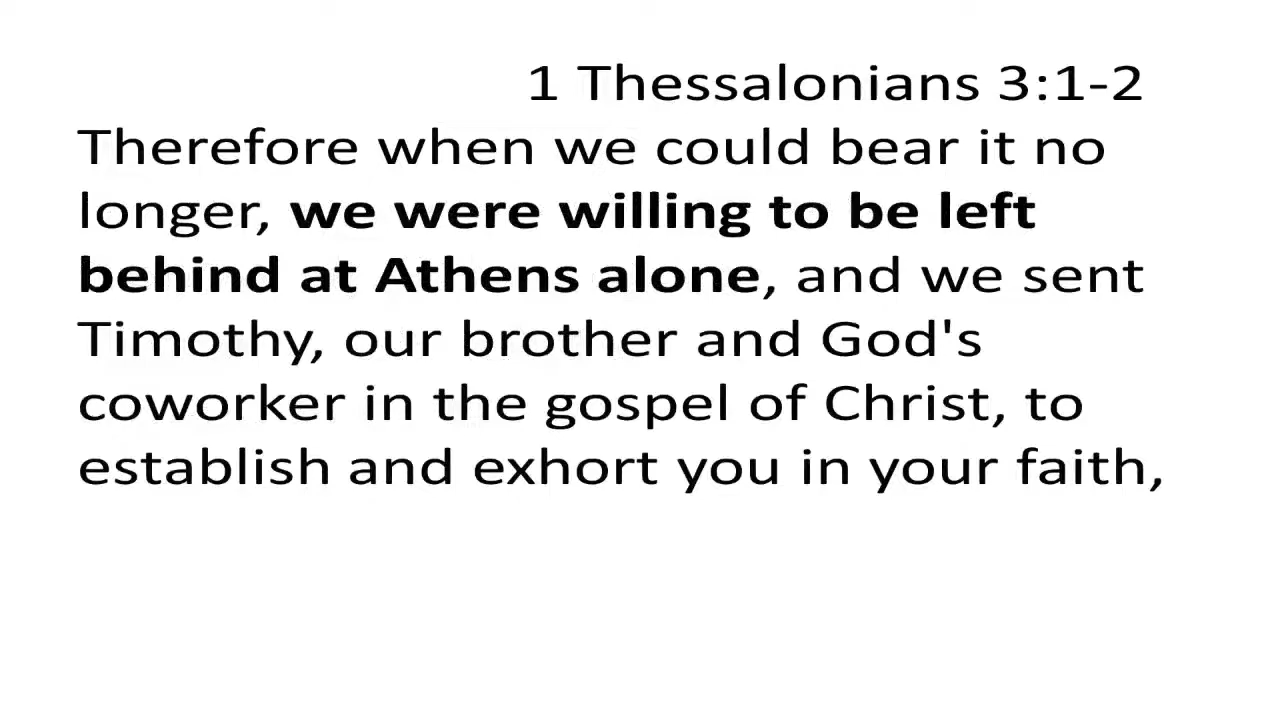 1 Thessalonians 3:1-2
Therefore when we could bear it no
longer, we were willing to be left
behind at Athens alone, and we sent
Timothy, our brother and God's
coworker in the gospel of Christ, to
establish and exhort you in your faith,